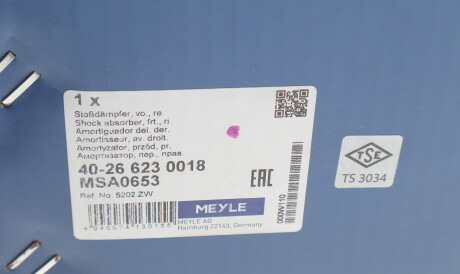 1 x
Stoßdämpfer, vo., re
Shock absorber, frt., ri.
Amortiguador del. der.
Amortisseur, av. droit.
Amortyzator, przód, pr.
Амортизатор, пер., прав.
40-26 623 0018
MSA0653
Ref. No. 5202.ZW
EAC
MEYLE
MEYLE AG
Hamburg 22143, Germany
TSE
TS 3034